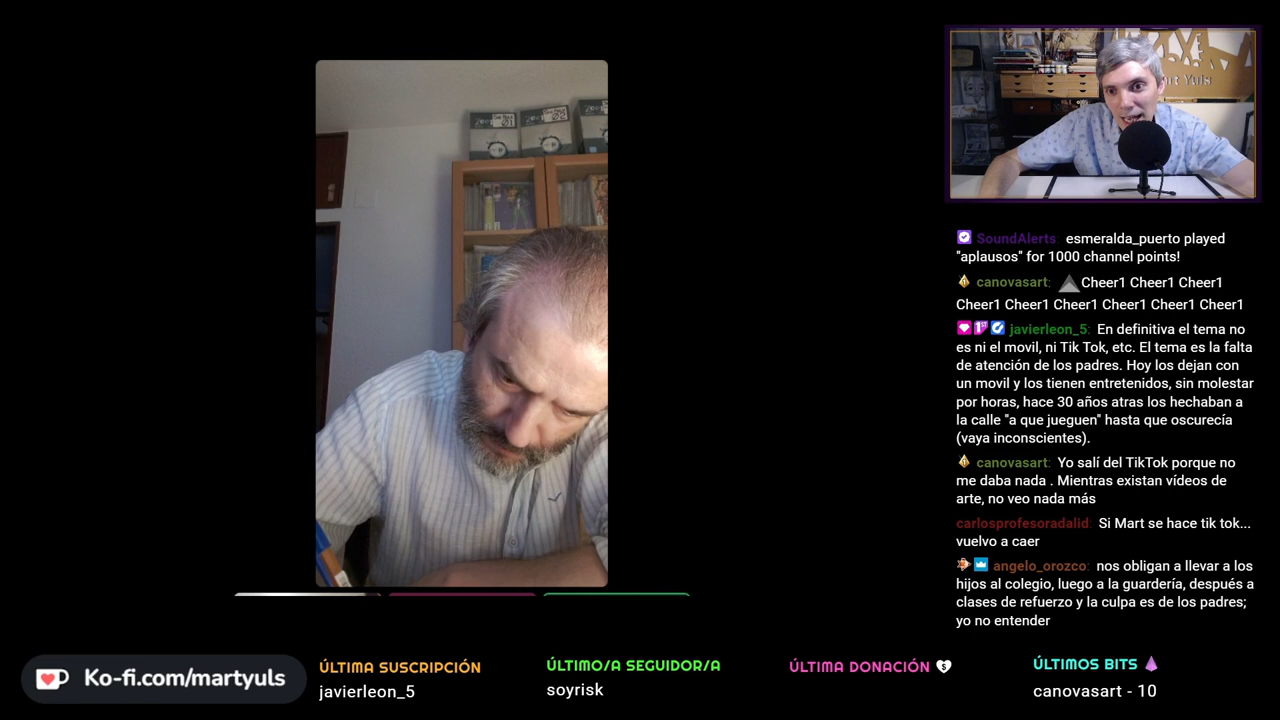 art Yuls
SoundAlerts: esmeralda_puerto played
"aplausos" for 1000 channel points!
canovasart: Cheer1 Cheer1 Cheer1
Cheer1 Cheer1 Cheer1 Cheer1 Cheer1 Cheer1
1ST javierleon_5: En definitiva el tema no
es ni el movil, ni Tik Tok, etc. El tema es la falta
de atención de los padres. Hoy los dejan con
un movil y los tienen entretenidos, sin molestar
por horas, hace 30 años atras los hechaban a
la calle "a que jueguen" hasta que oscurecía
(vaya inconscientes).
canovasart: Yo salí del TikTok porque no
me daba nada . Mientras existan vídeos de
arte, no veo nada más
carlosprofesoradalid: Si Mart se hace tik tok...
vuelvo a caer
angelo_orozco: nos obligan a llevar a los
hijos al colegio, luego a la guardería, después a
clases de refuerzo y la culpa es de los padres;
yo no entender
Ko-fi.com/martyuls
ÚLTIMA SUSCRIPCIÓN
javierleon_5
ÚLTIMO/A SEGUIDOR/A
soyrisk
ÚLTIMA DONACIÓN
ÚLTIMOS BITS
canovasart - 10